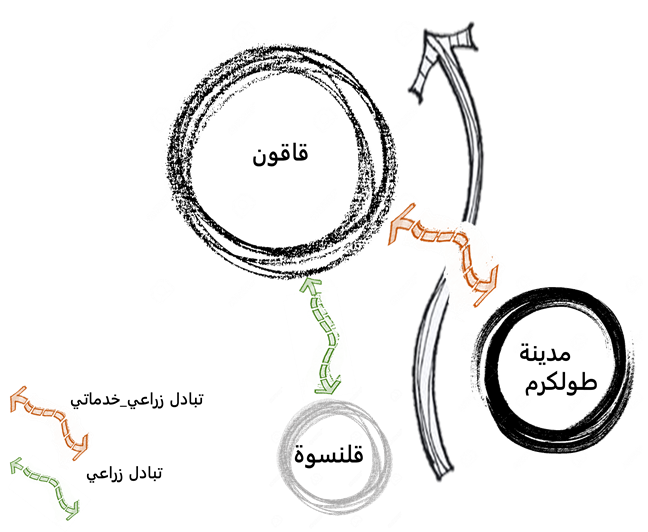 قاقون
مدينة
طولكرم
قلنسوة
تبادل زراعي_خدماتي
تبادل زراعي